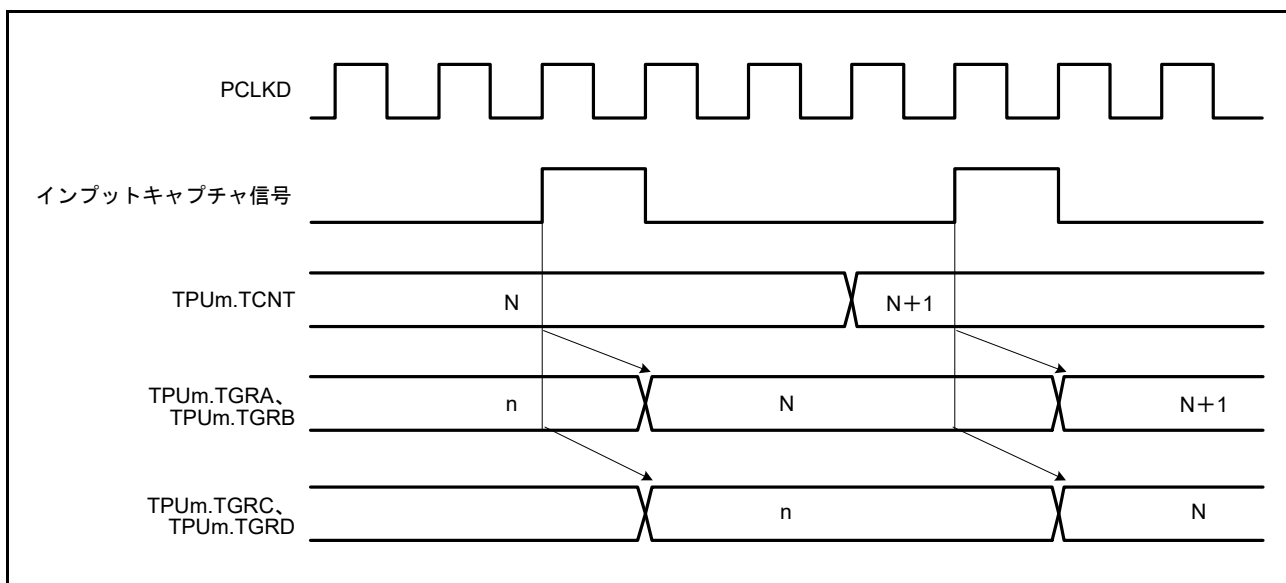 PCLKD
インプットキャプチャ信号
TPUm.TCNT
N
N+1
TPUm.TGRA、
TPUm.TGRB
n
N
N+1
TPUm.TGRC、
TPUm.TGRD
n
N